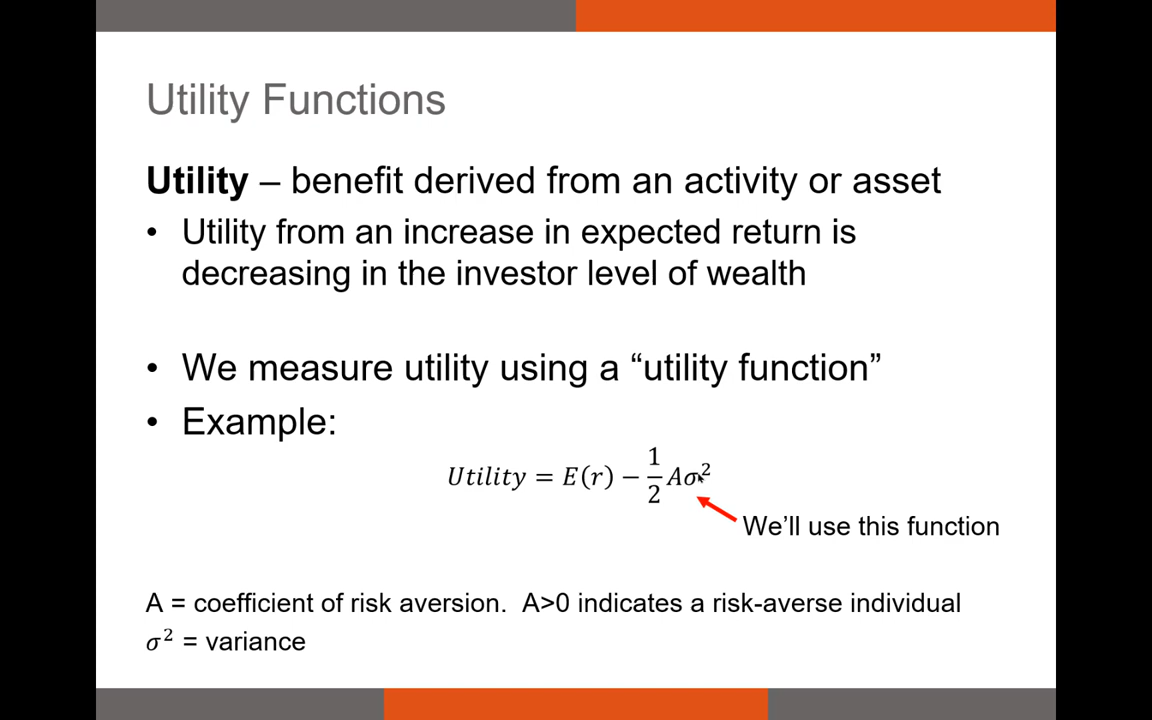 Utility Functions
Utility – benefit derived from an activity or asset
• Utility from an increase in expected return is
decreasing in the investor level of wealth
• We measure utility using a “utility function”
• Example:
Utility = E(r) − 1/2 Aσ²
We’ll use this function
A = coefficient of risk aversion.  A>0 indicates a risk-averse individual
σ² = variance